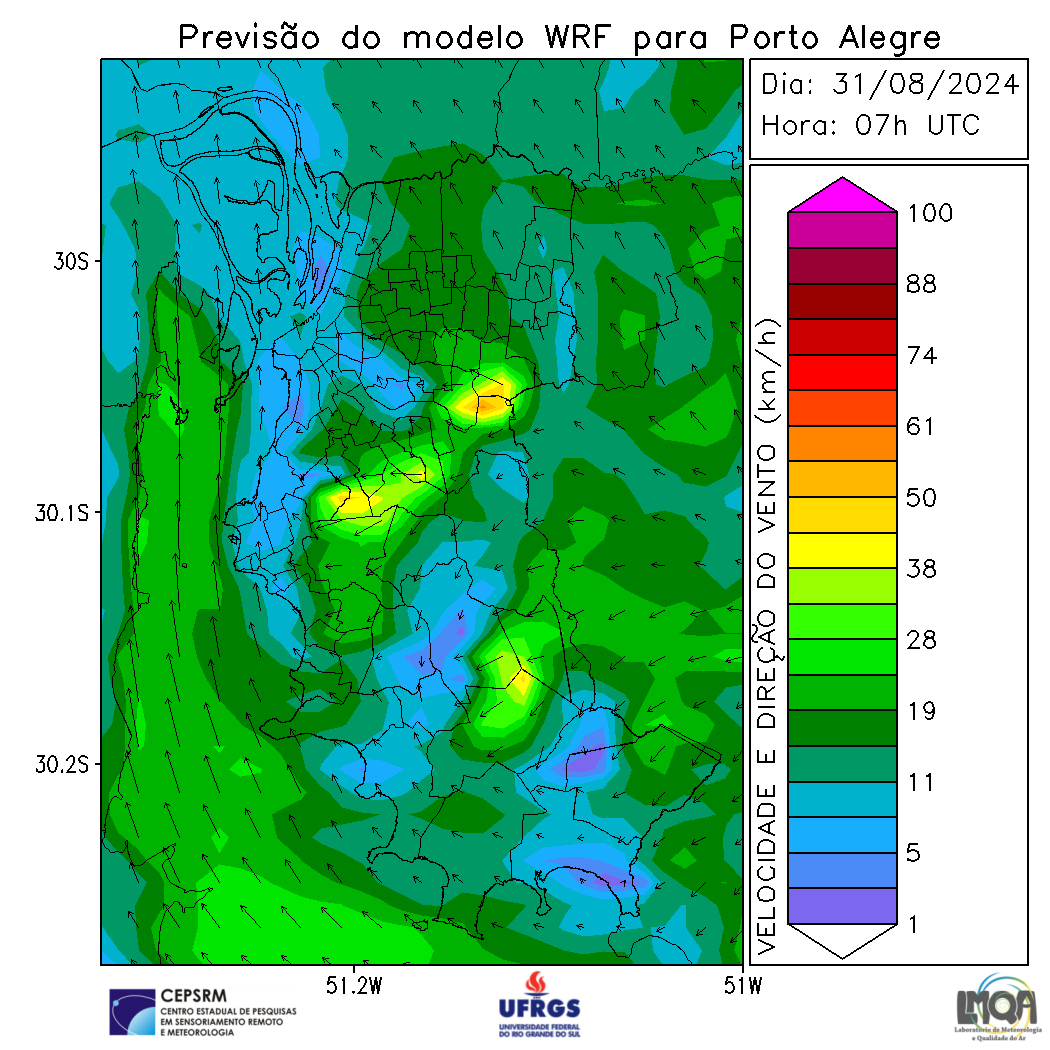 Previsão do modelo WRF para Porto Alegre
Dia: 31/08/2024
Hora: 07h UTC
VELOCIDADE E DIREÇÃO DO VENTO (km/h)
100
88
74
61
50
38
28
19
11
5
1
30S
30.1S
30.2S
51.2W
51W
CEPSRM
CENTRO ESTADUAL DE PESQUISAS
EM SENSORIAMENTO REMOTO
E METEOROLOGIA
UFRGS
UNIVERSIDADE FEDERAL
DO RIO GRANDE DO SUL
LMQA
Laboratório de Meteorologia
e Qualidade do Ar